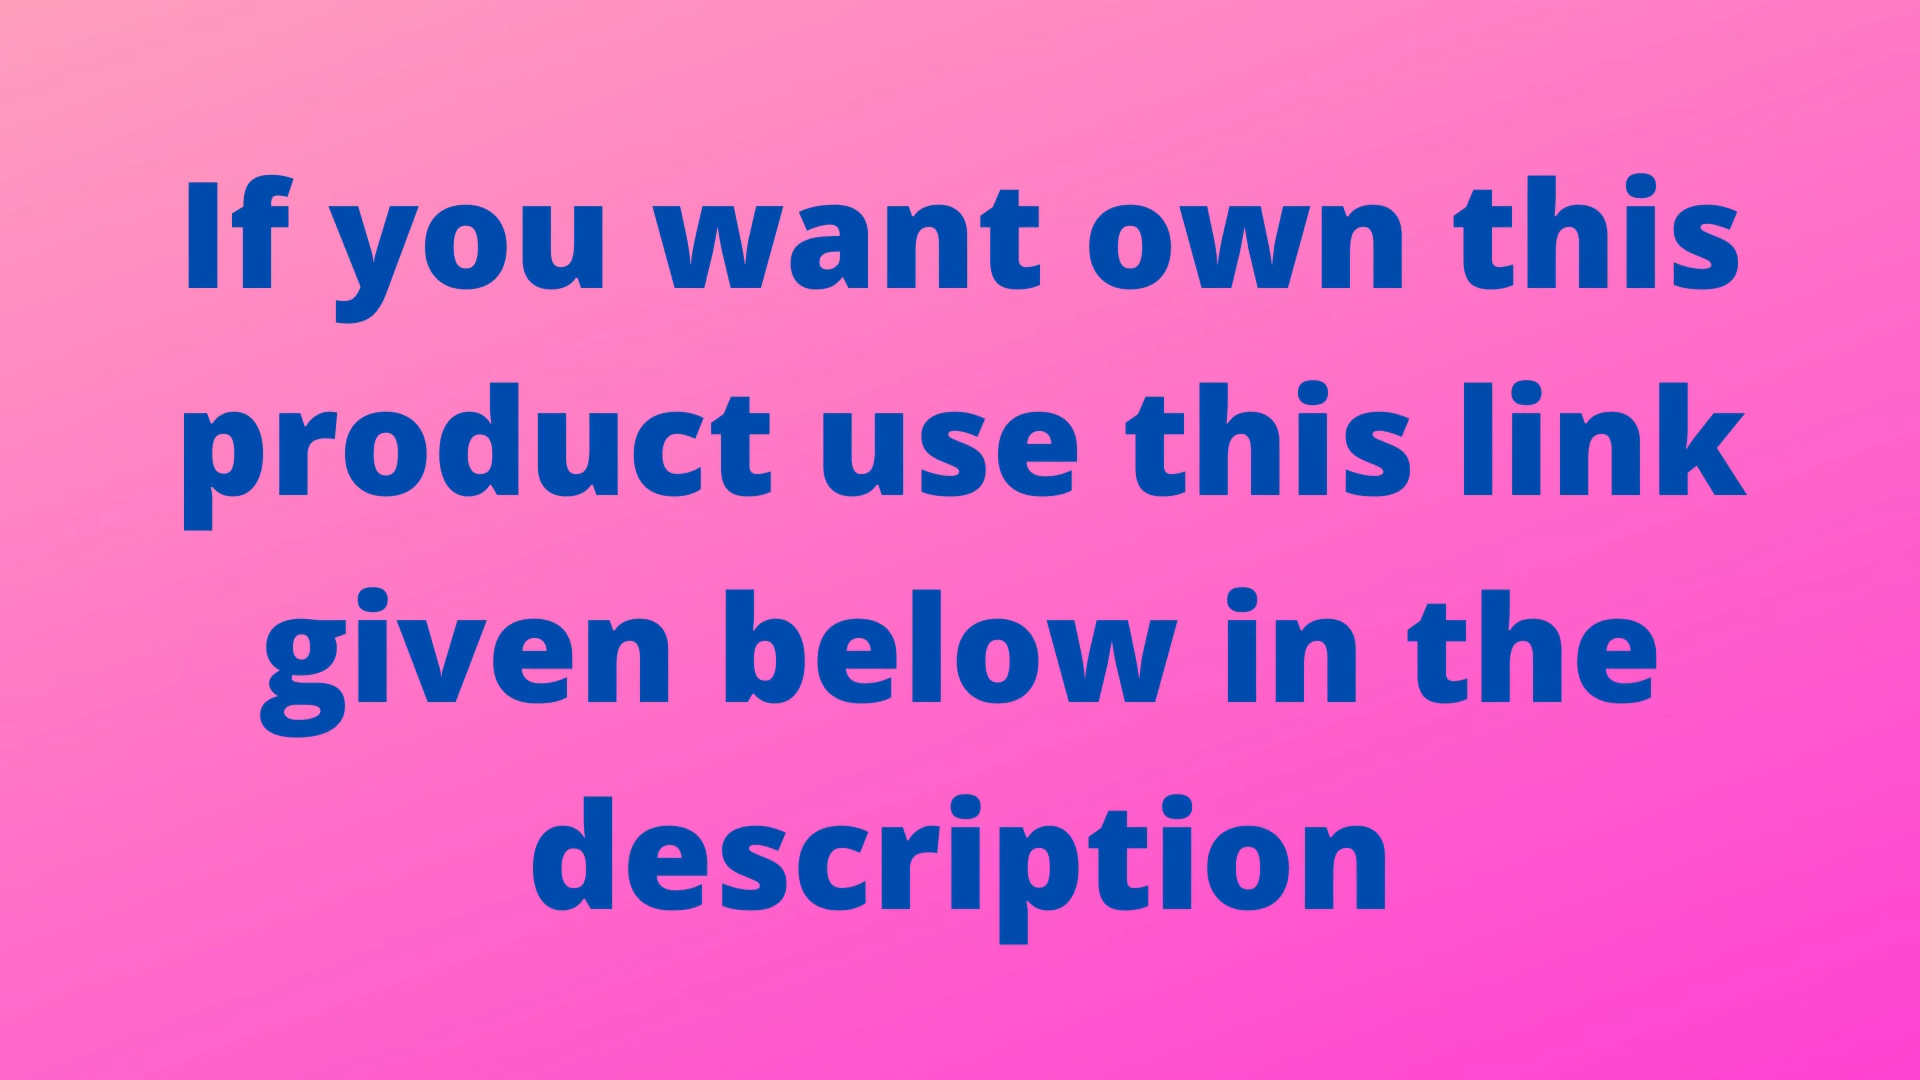 If you want own this
product use this link
given below in the
description